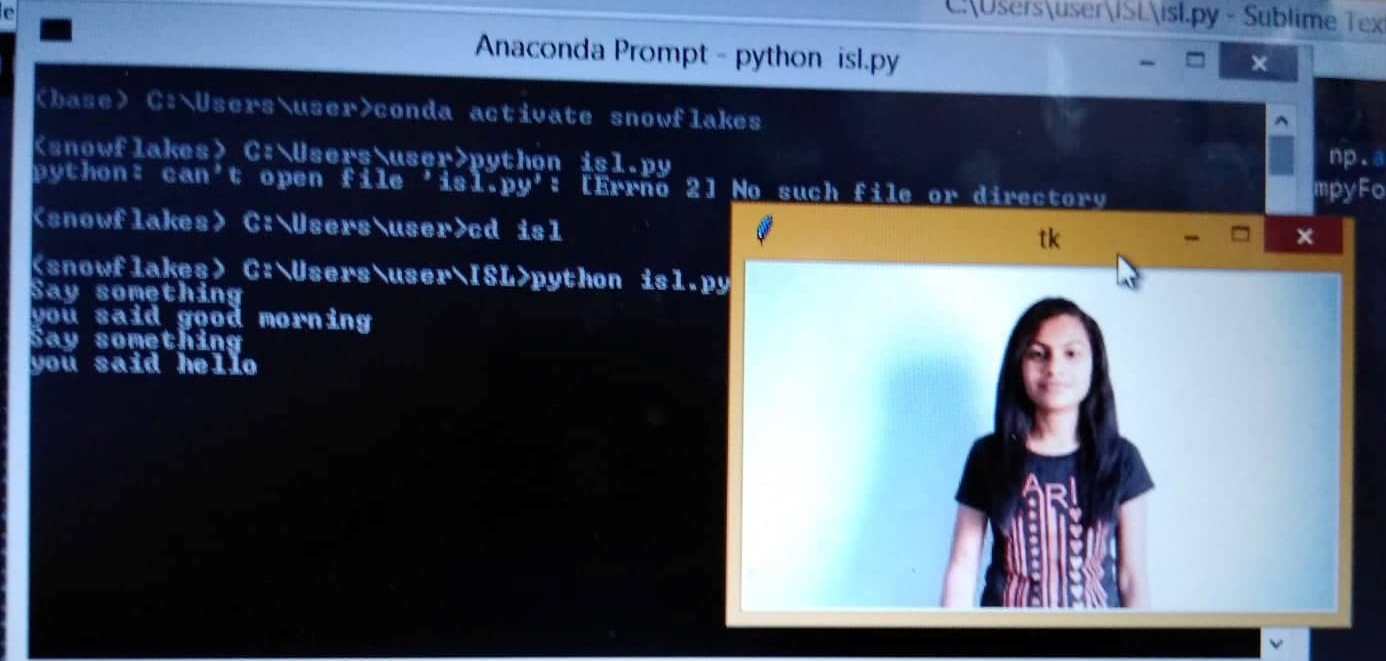 C:\Users\user\ISL\isl.py - Sublime Tex
Anaconda Prompt - python isl.py
(base) C:\Users\user>conda activate snowflakes
(snowflakes) C:\Users\user>python isl.py
python: can't open file 'isl.py': [Errno 2] No such file or directory
(snowflakes) C:\Users\user>cd isl
(snowflakes) C:\Users\user\ISL>python isl.py
Say something
you said good morning
Say something
you said hello
np.a
mpyFo
tk
ARI